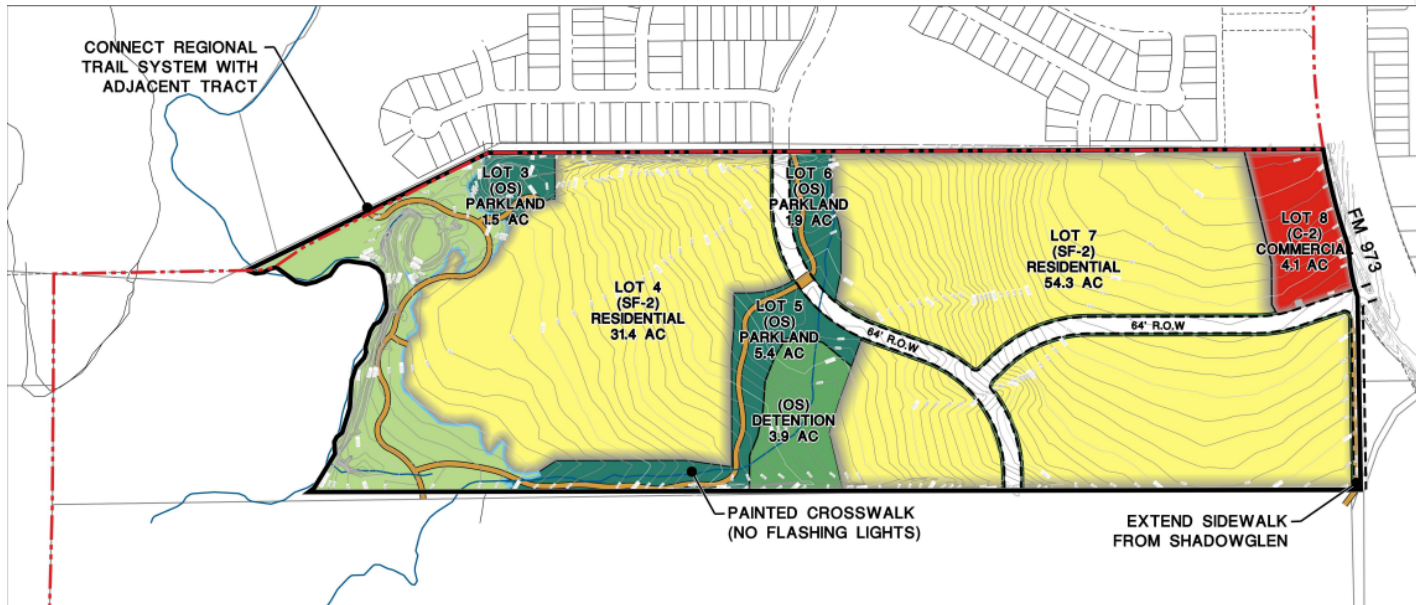 CONNECT REGIONAL
TRAIL SYSTEM WITH
ADJACENT TRACT
LOT 3
(OS)
PARKLAND
1.5 AC
LOT 6
(OS)
PARKLAND
1.9 AC
LOT 8
(C-2)
COMMERCIAL
4.1 AC
FM 973
LOT 7
(SF-2)
RESIDENTIAL
54.3 AC
LOT 4
(SF-2)
RESIDENTIAL
31.4 AC
LOT 5
(OS)
PARKLAND
5.4 AC
64' R.O.W
64' R.O.W
(OS)
DETENTION
3.9 AC
PAINTED CROSSWALK
(NO FLASHING LIGHTS)
EXTEND SIDEWALK
FROM SHADOWGLEN